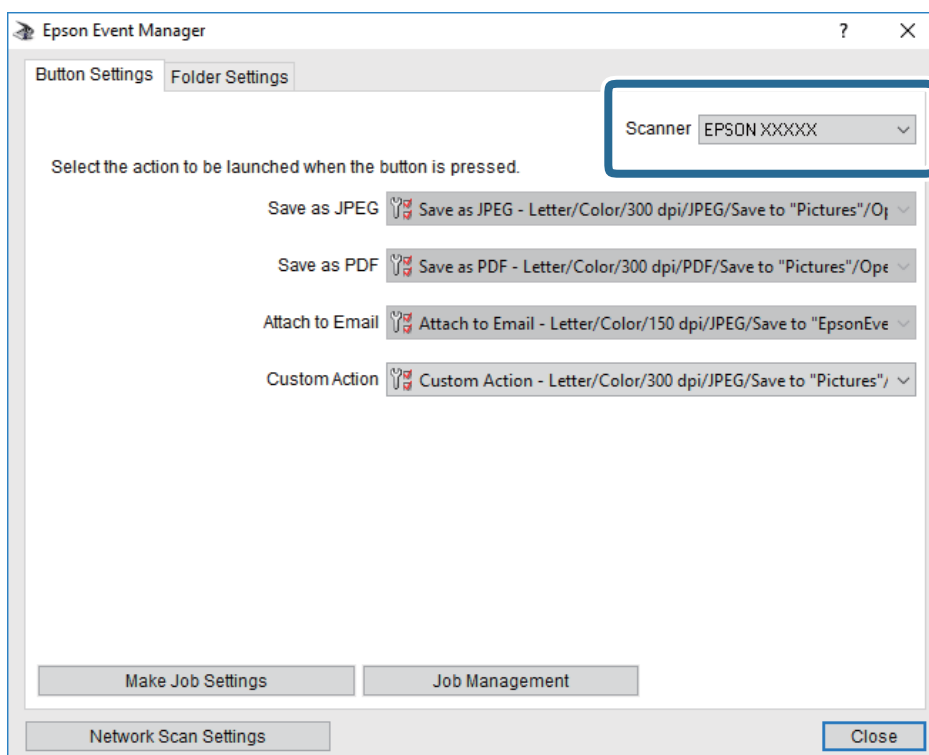 Epson Event Manager
?
Button Settings Folder Settings
Scanner EPSON XXXXX
Select the action to be launched when the button is pressed.
Save as JPEG Save as JPEG - Letter/Color/300 dpi/JPEG/Save to "Pictures"/Op
Save as PDF Save as PDF - Letter/Color/300 dpi/PDF/Save to "Pictures"/Ope
Attach to Email Attach to Email - Letter/Color/150 dpi/JPEG/Save to "EpsonEve
Custom Action Custom Action - Letter/Color/300 dpi/JPEG/Save to "Pictures"/
Make Job Settings Job Management
Network Scan Settings Close